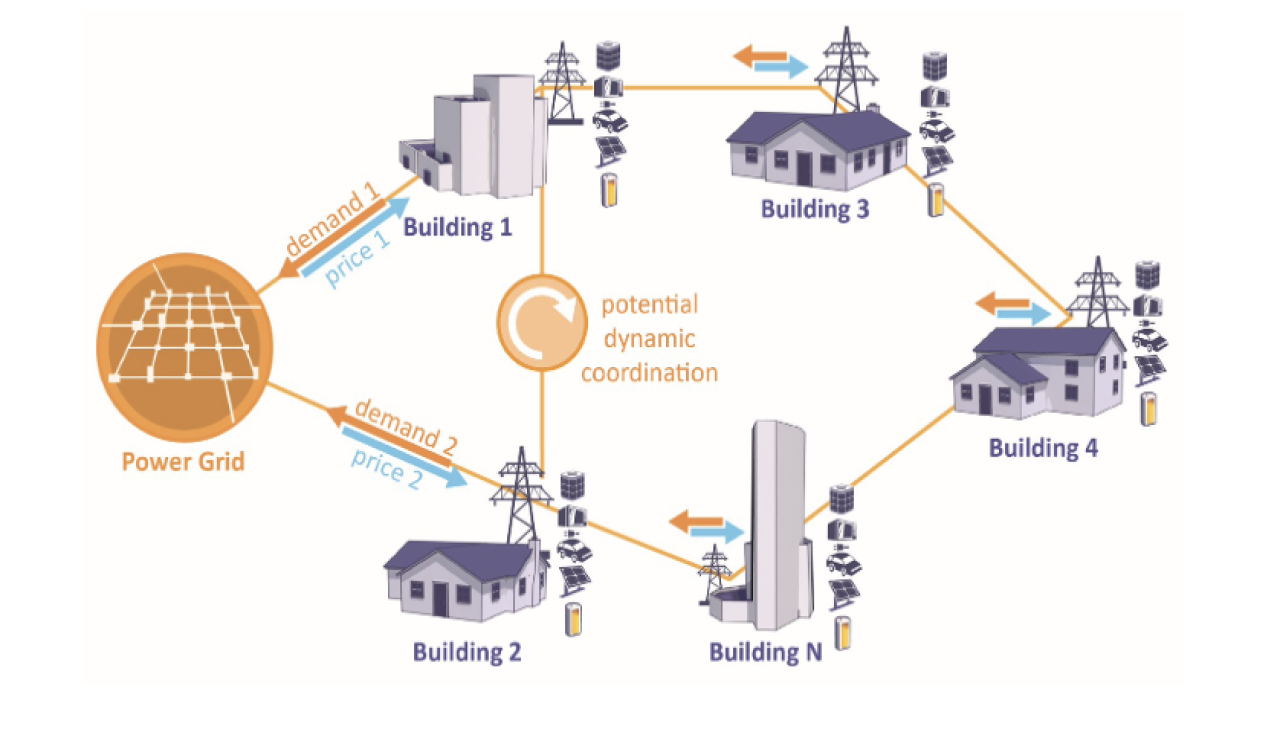 Building 1
Building 3
demand 1
price 1
potential
dynamic
coordination
Power Grid
demand 2
price 2
Building 4
Building 2
Building N